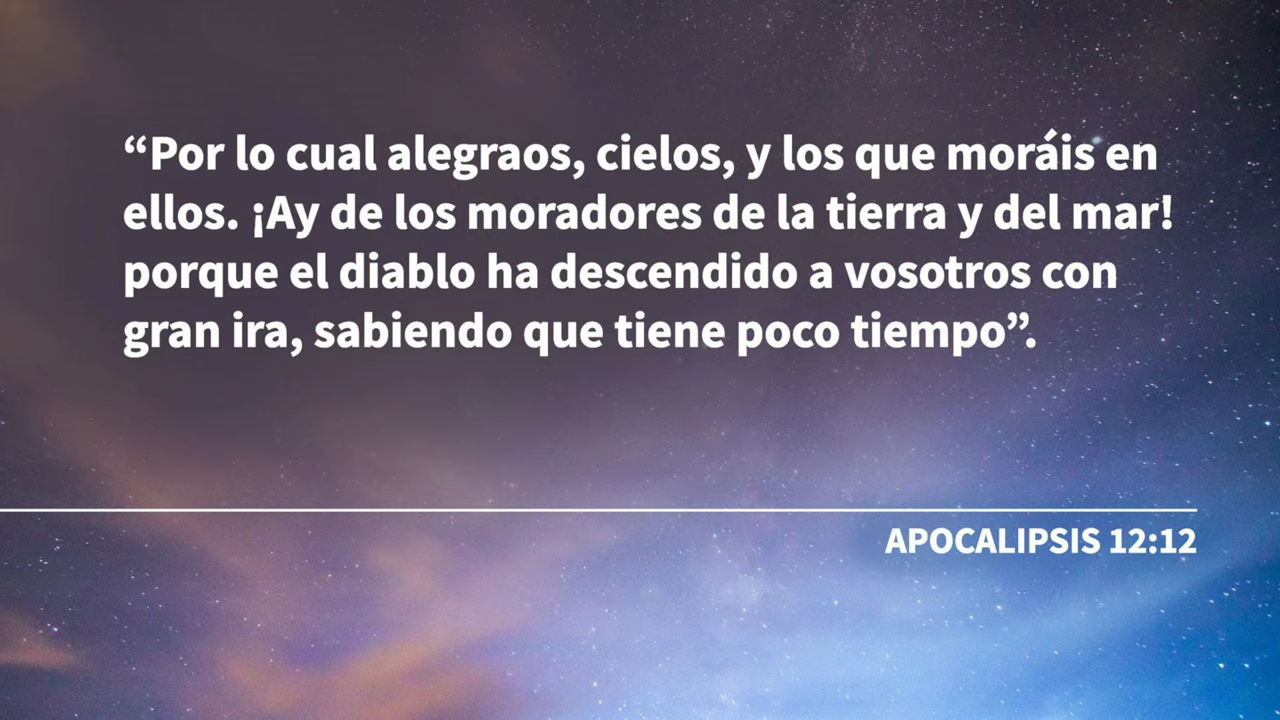 “Por lo cual alegraos, cielos, y los que moráis en
ellos. ¡Ay de los moradores de la tierra y del mar!
porque el diablo ha descendido a vosotros con
gran ira, sabiendo que tiene poco tiempo”.
APOCALIPSIS 12:12